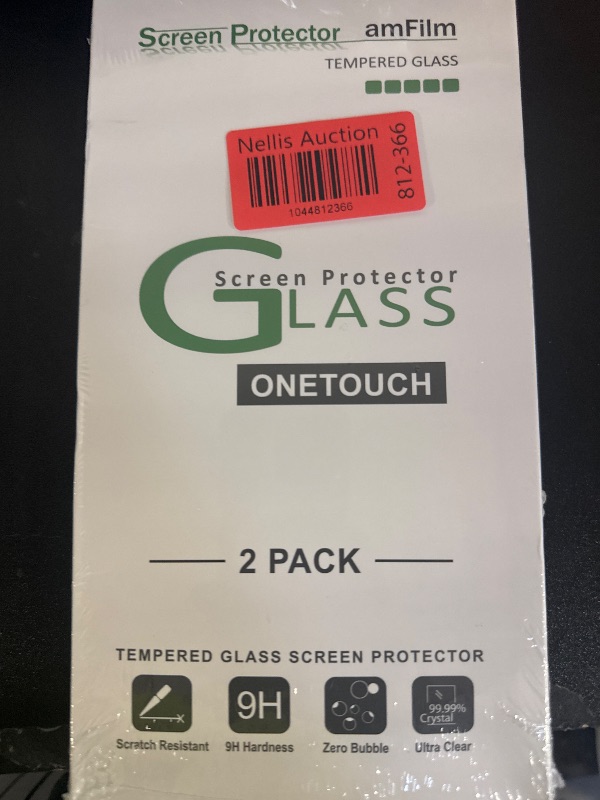 Screen Protector amFilm
TEMPERED GLASS
Nellis Auction
812-366
1044812366
Screen Protector
GLASS
ONETOUCH
2 PACK
TEMPERED GLASS SCREEN PROTECTOR
9H
99.99%
Crystal
Scratch Resistant 9H Hardness Zero Bubble Ultra Clear